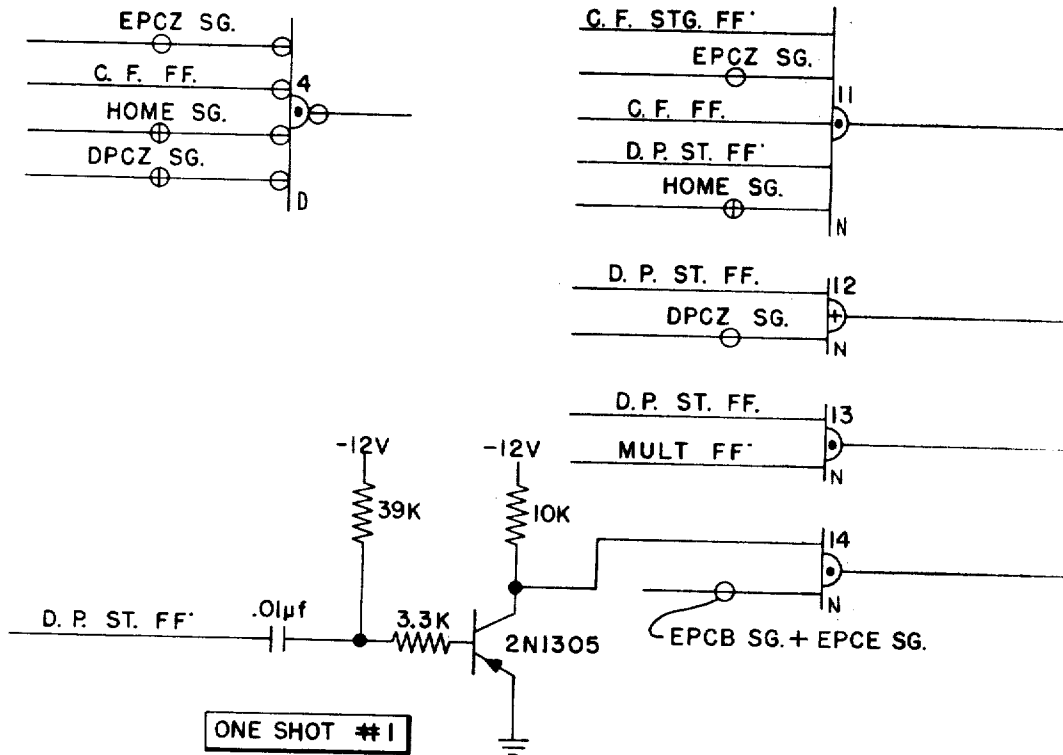 EPCZ SG.
C. F. FF.
4
HOME SG.
DPCZ SG.
D
C. F. STG. FF'
EPCZ SG.
11
C. F. FF.
D. P. ST. FF'
HOME SG.
N
D. P. ST. FF.
12
DPCZ SG.
N
D. P. ST. FF.
13
MULT FF'
N
-12V
39K
-12V
10K
14
N
EPCB SG. + EPCE SG.
D. P. ST. FF'
.01µf
3.3K
2N1305
ONE SHOT #1